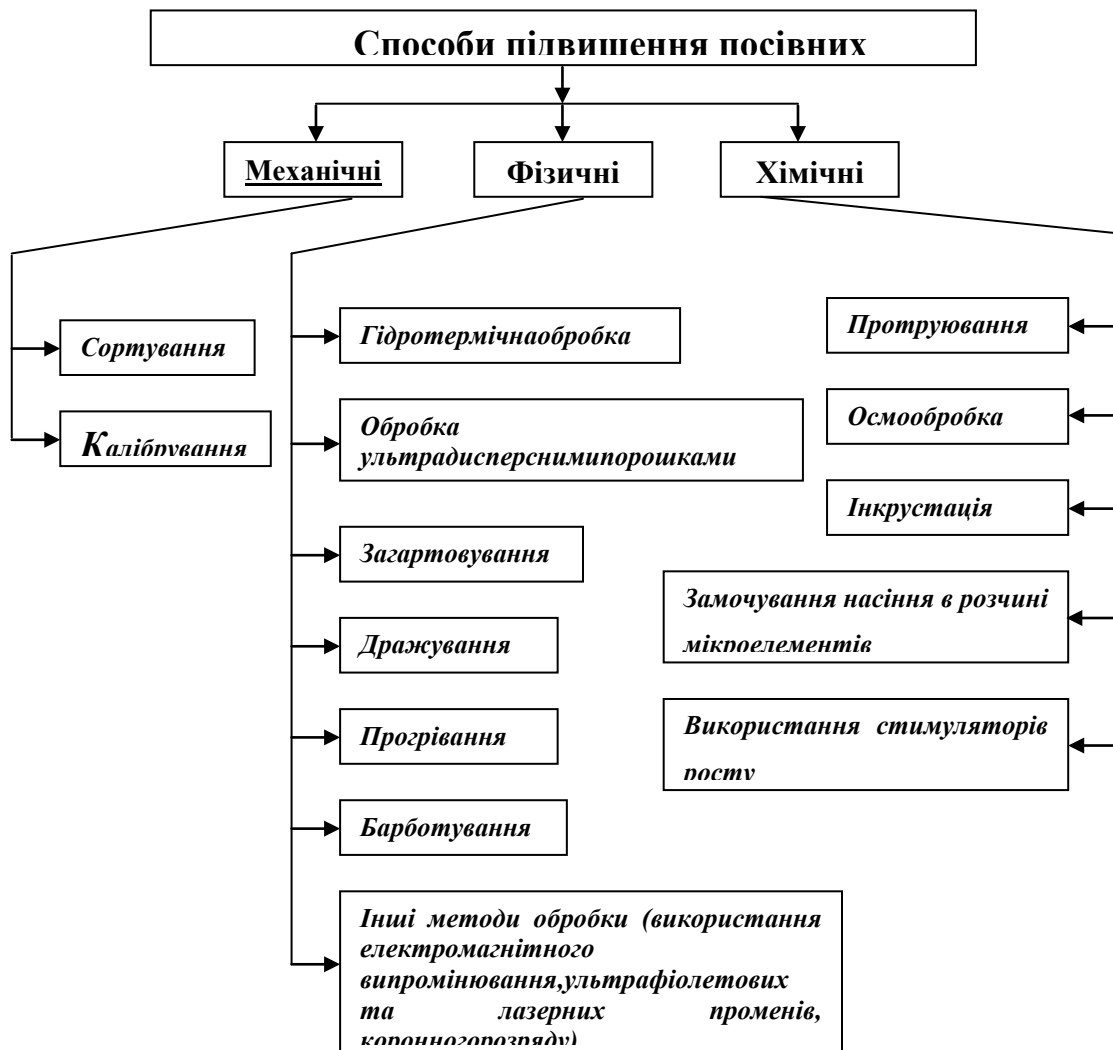 Способи підвишення посівних
Механічні
Фізичні
Хімічні
Сортування
Калібрування
Гідротермічнаобробка
Обробка
ультрадисперснимипорошками
Загартовування
Дражування
Прогрівання
Барботування
Інші методи обробки (використання
електромагнітного
випромінювання,ультрафіолетових
та лазерних променів,
коронногорозряду)
Протруювання
Осмообробка
Інкрустація
Замочування насіння в розчині
мікроелементів
Використання стимуляторів
росту